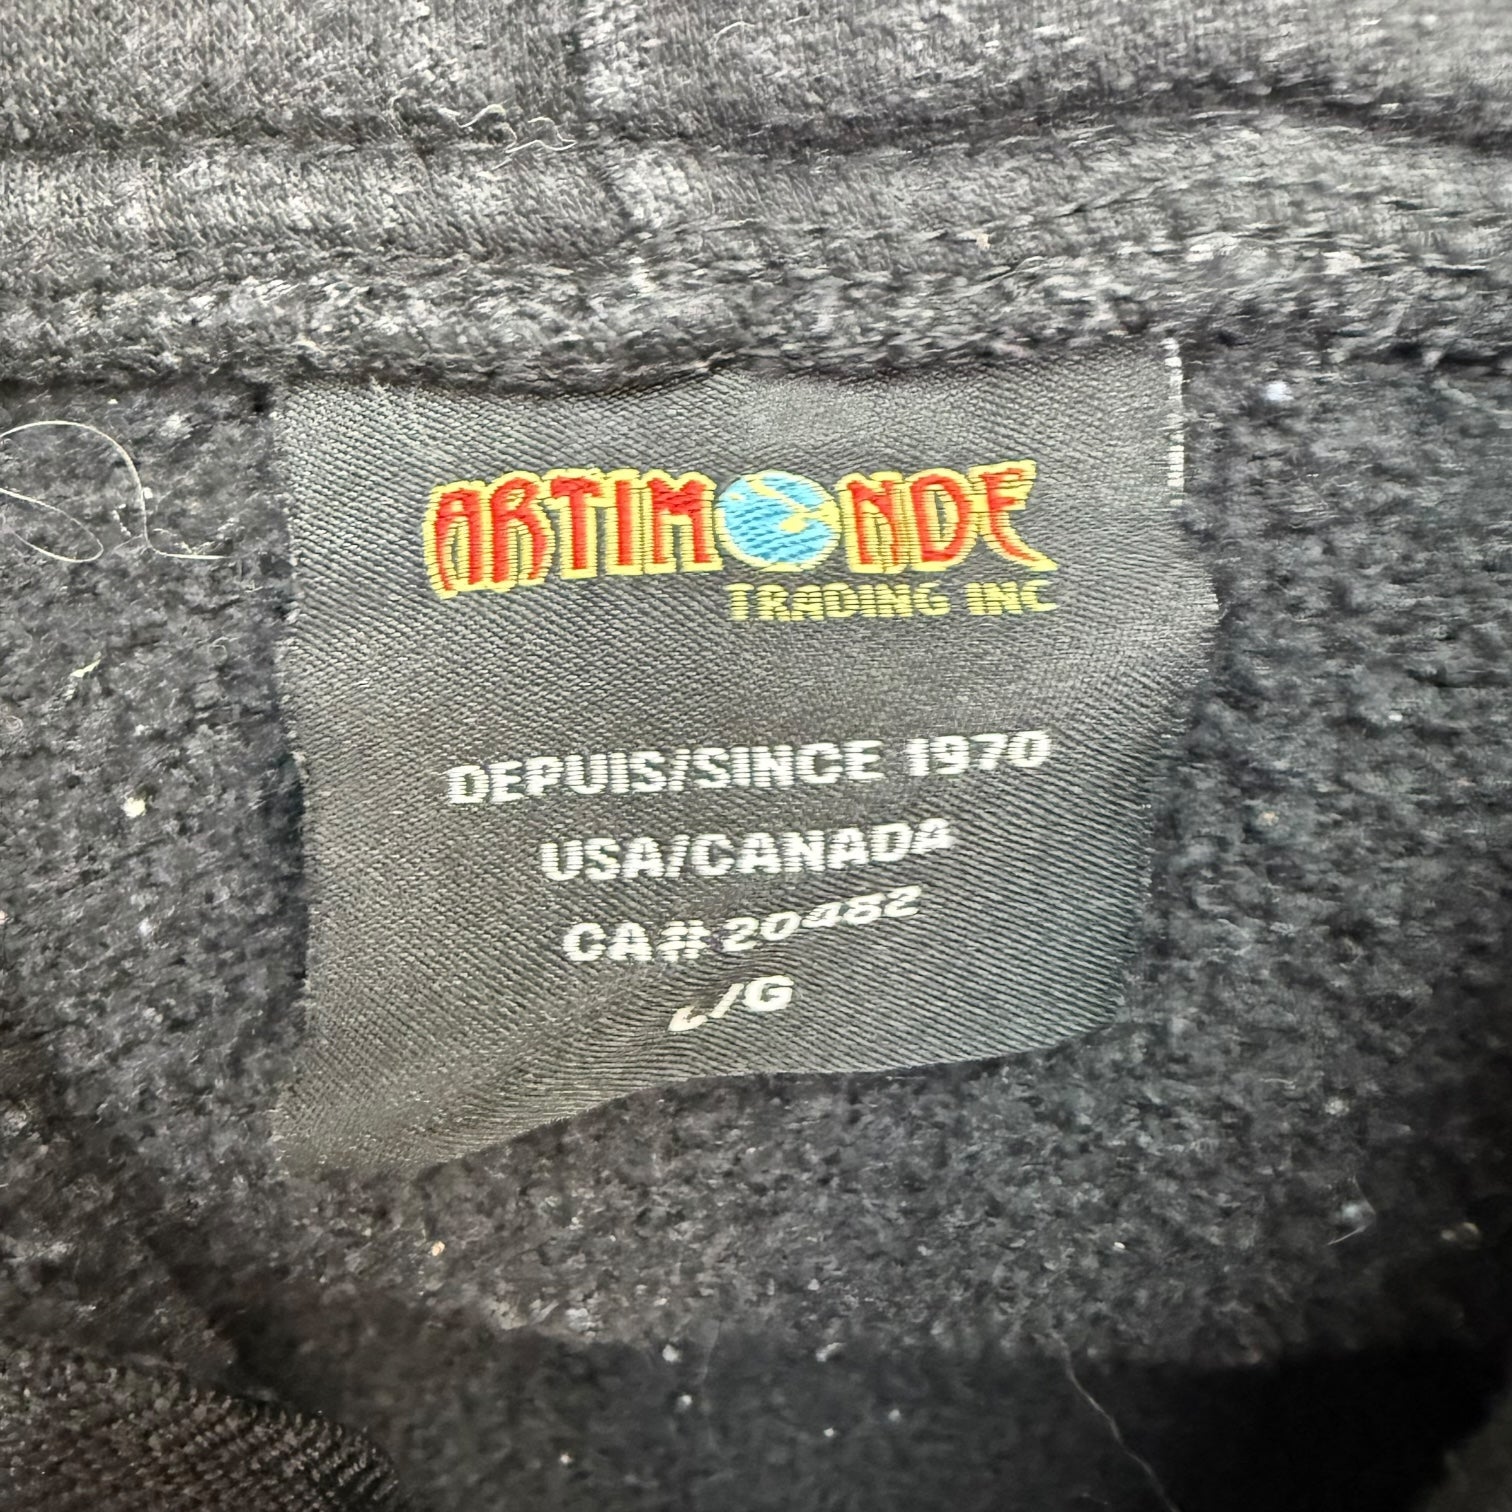 ARTIMONDE
TRADING INC
DEPUIS/SINCE 1970
USA/CANADA
CA# 20482
L/G